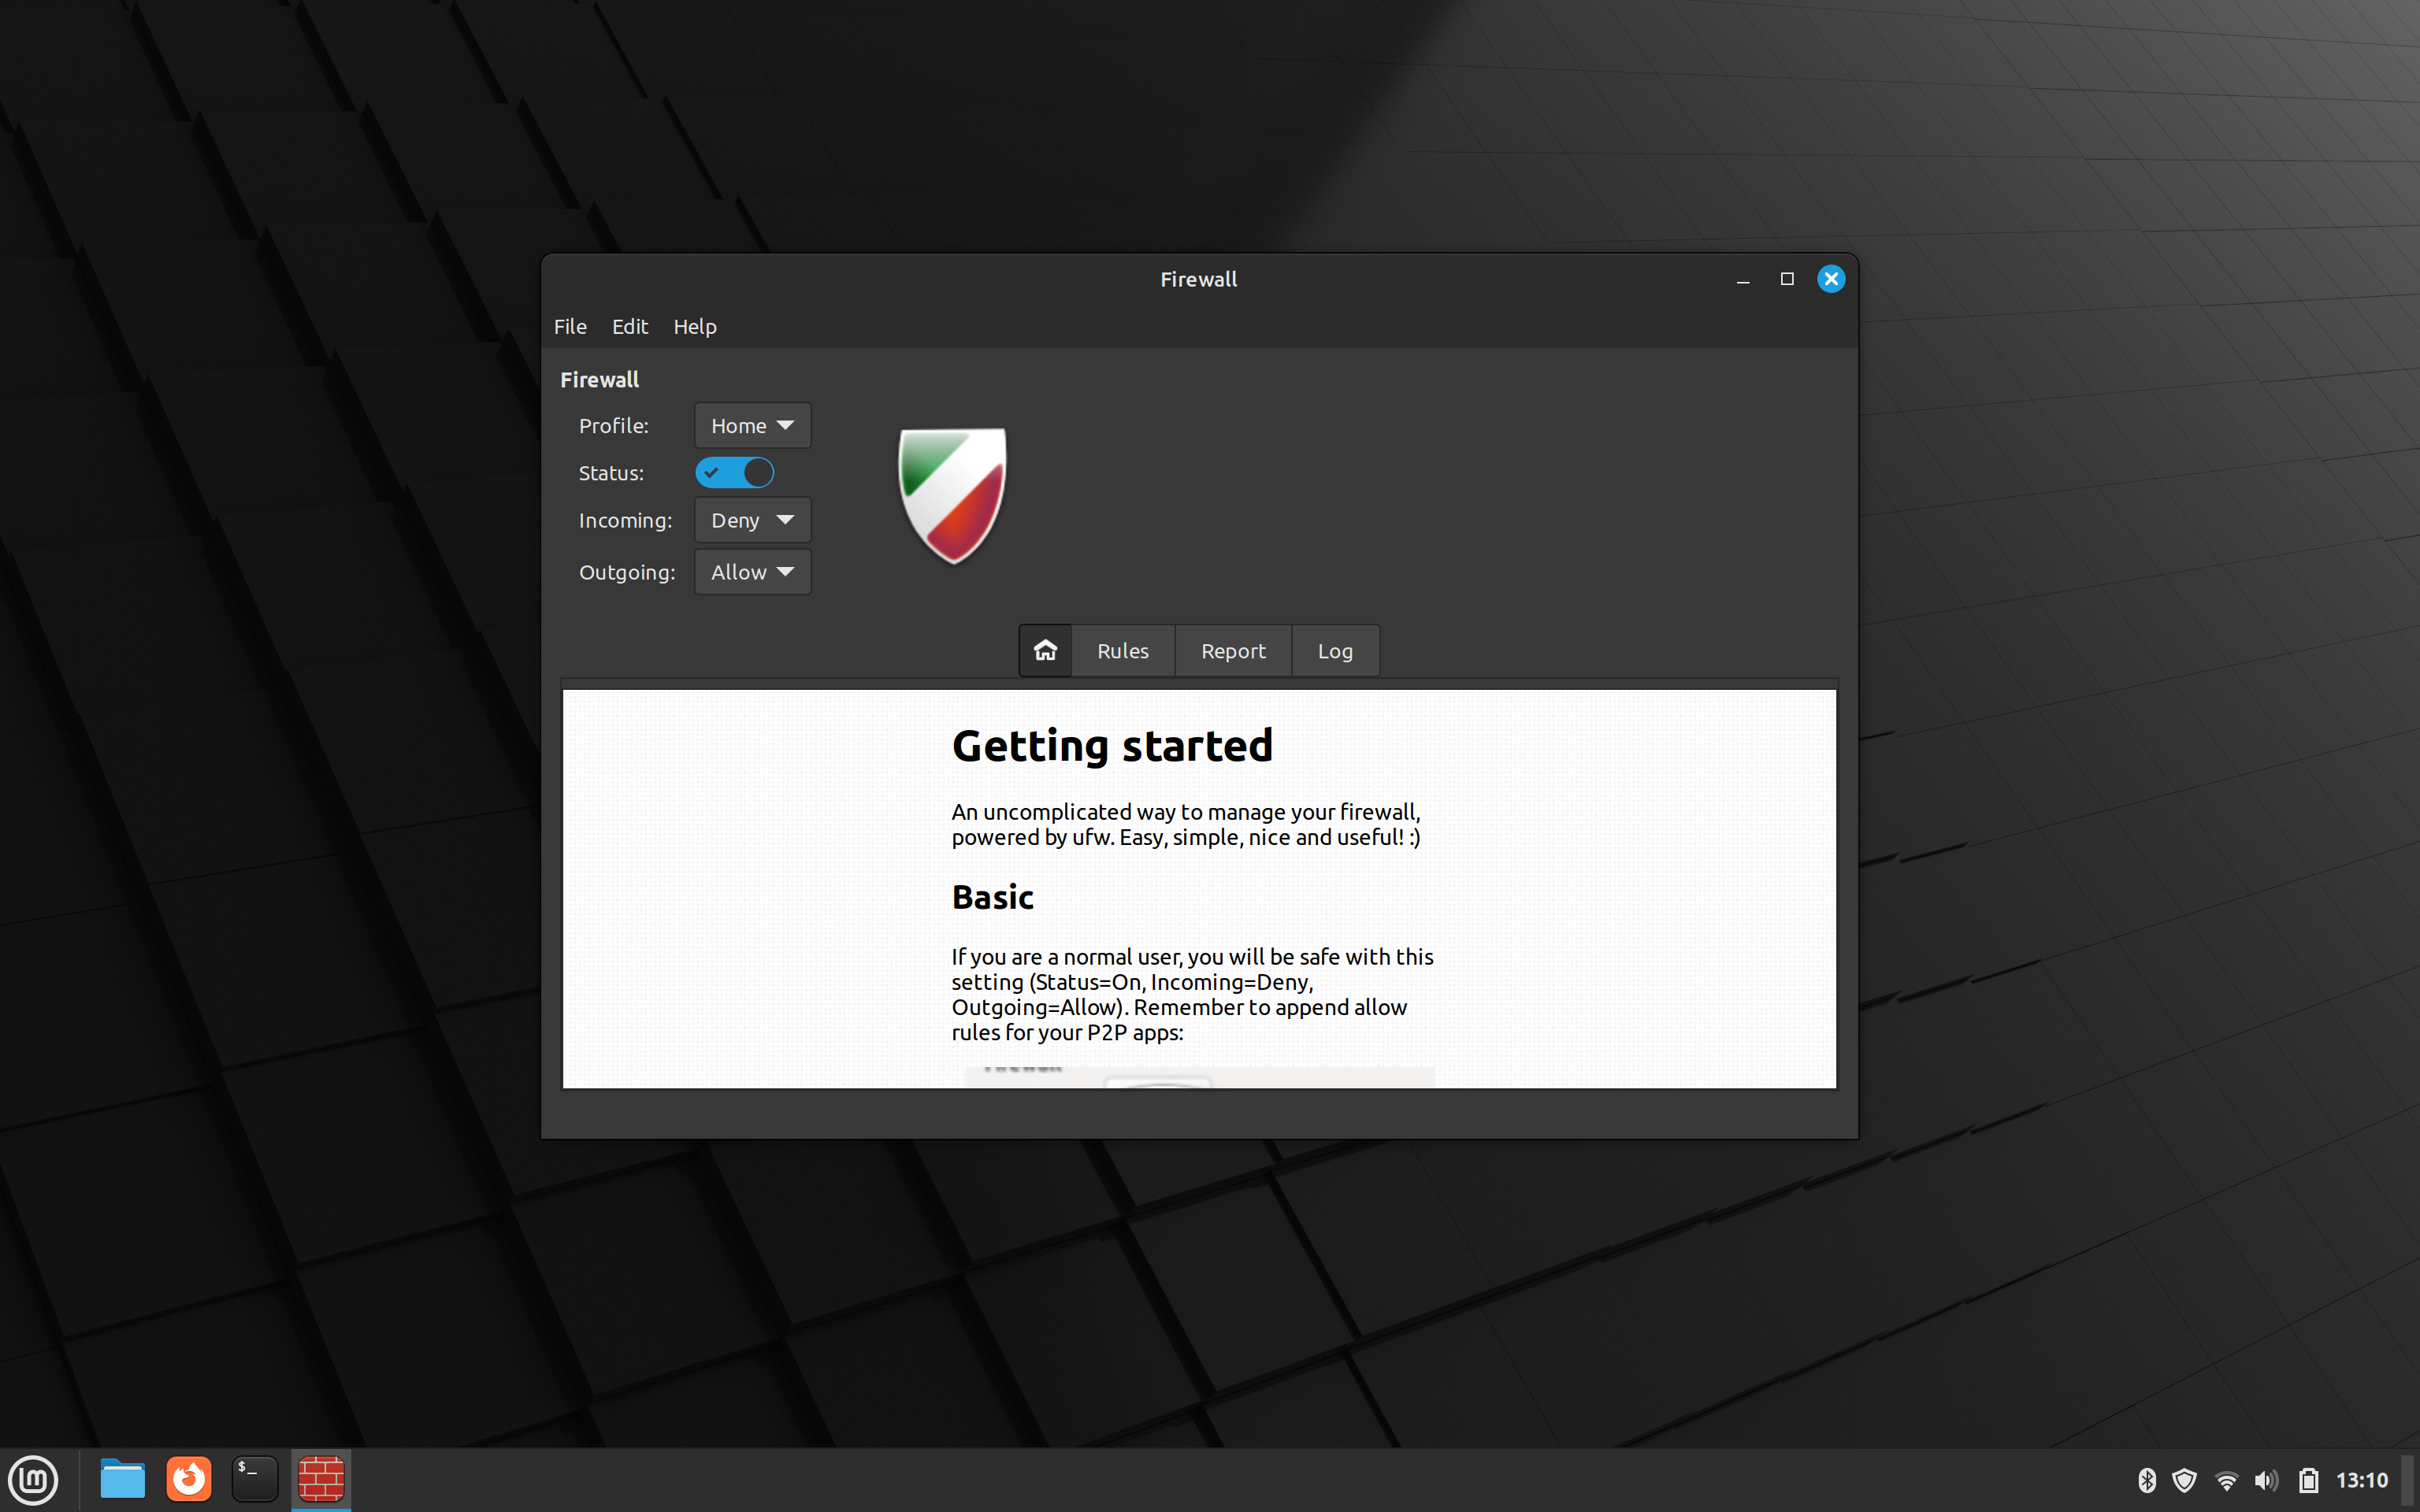 Firewall
File Edit Help
Firewall
Profile: Home
Status:
Incoming: Deny
Outgoing: Allow
Rules Report Log
Getting started
An uncomplicated way to manage your firewall,
powered by ufw. Easy, simple, nice and useful! :)
Basic
If you are a normal user, you will be safe with this
setting (Status=On, Incoming=Deny,
Outgoing=Allow). Remember to append allow
rules for your P2P apps:
Firewall
$_
13:10